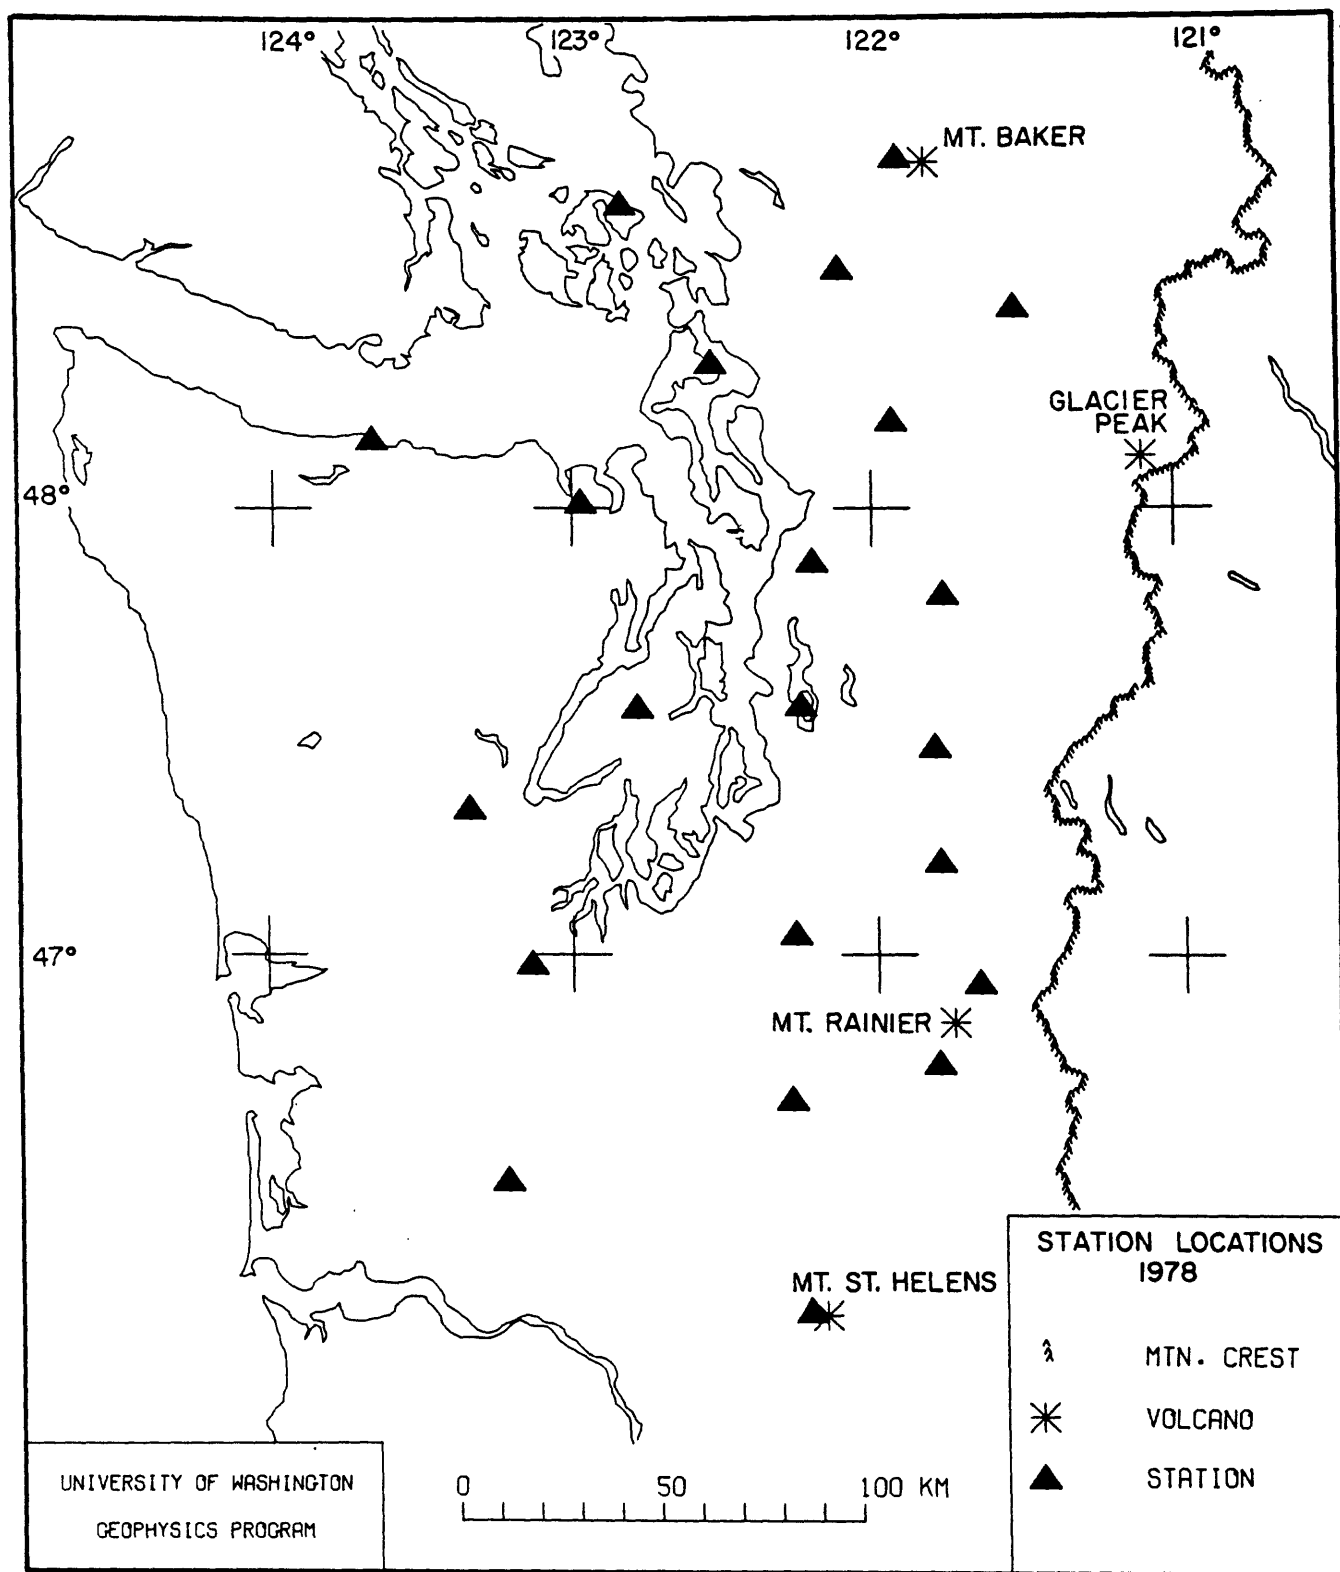 124° 123° 122° 121°
MT. BAKER
GLACIER
PEAK
48°
47°
MT. RAINIER
MT. ST. HELENS
STATION LOCATIONS
1978
MTN. CREST
VOLCANO
STATION
UNIVERSITY OF WASHINGTON
GEOPHYSICS PROGRAM
0 50 100 KM